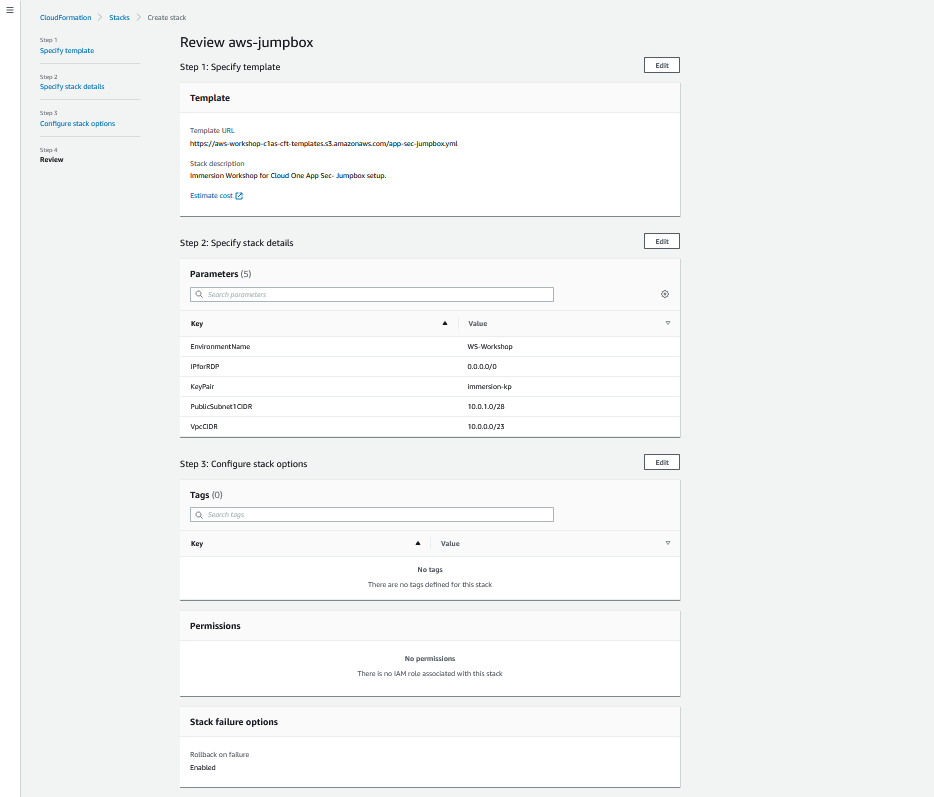 CloudFormation > Stacks > Create stack
Step 1
Specify template
Step 2
Specify stack details
Step 3
Configure stack options
Step 4
Review
Review aws-jumpbox
Step 1: Specify template
Edit
Template
Template URL
https://aws-workshop-c1as-cft-templates.s3.amazonaws.com/app-sec-jumpbox.yml
Stack description
Immersion Workshop for Cloud One App Sec- Jumpbox setup.
Estimate cost
Step 2: Specify stack details
Edit
Parameters (5)
Search parameters
Key Value
EnvironmentName WS-Workshop
IPforRDP 0.0.0.0/0
KeyPair immersion-kp
PublicSubnet1CIDR 10.0.1.0/28
VpcCIDR 10.0.0.0/23
Step 3: Configure stack options
Edit
Tags (0)
Search tags
Key Value
No tags
There are no tags defined for this stack
Permissions
No permissions
There is no IAM role associated with this stack
Stack failure options
Rollback on failure
Enabled